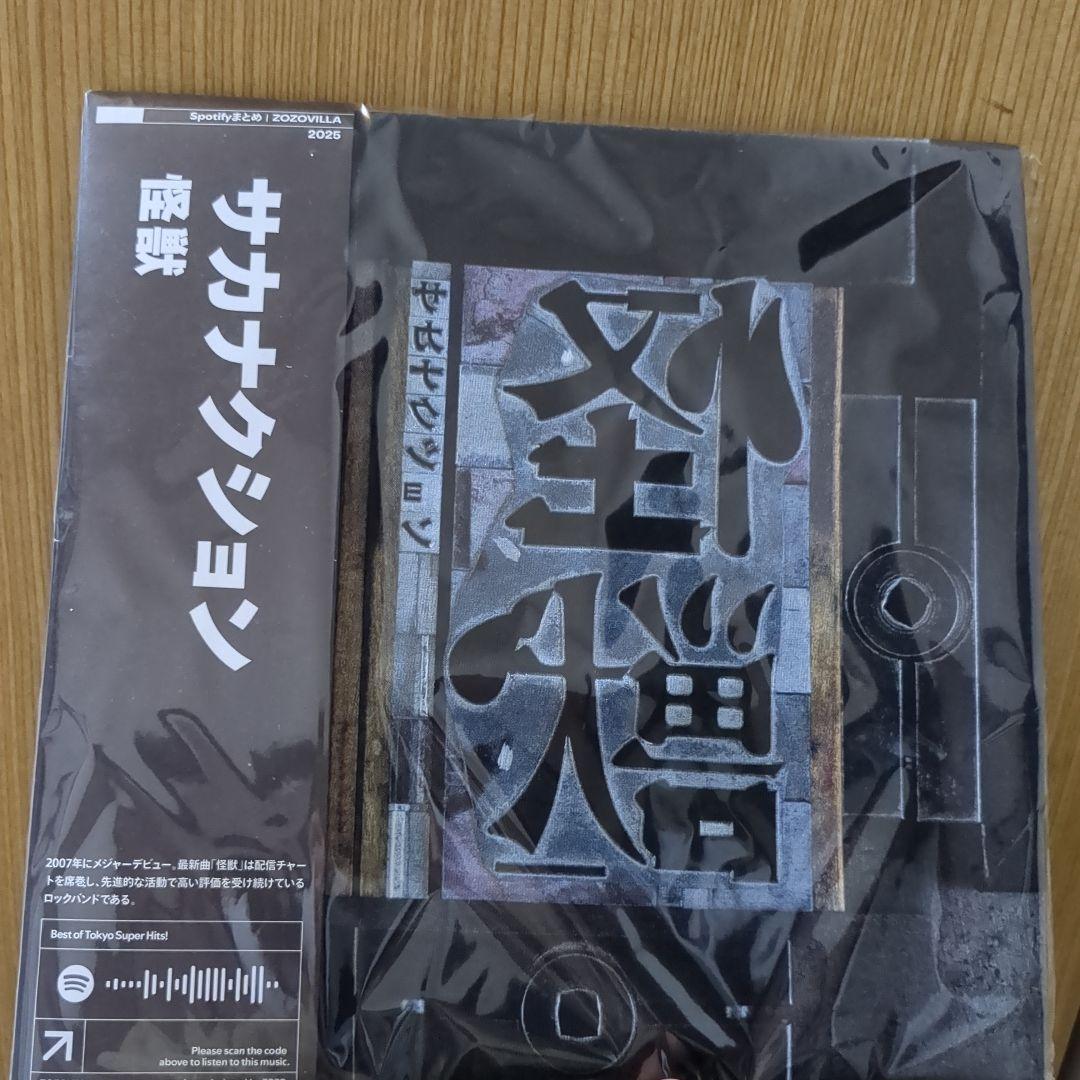 Spotifyまとめ | ZOZOVILLA
2025
サカナクション
怪獣
怪獣
サカナクション
2007年にメジャーデビュー。最新曲「怪獣」は配信チャー
トを席巻し、先進的な活動で高い評価を受け続けている
ロックバンドである。
Best of Tokyo Super Hits!
Please scan the code
above to listen to this music.